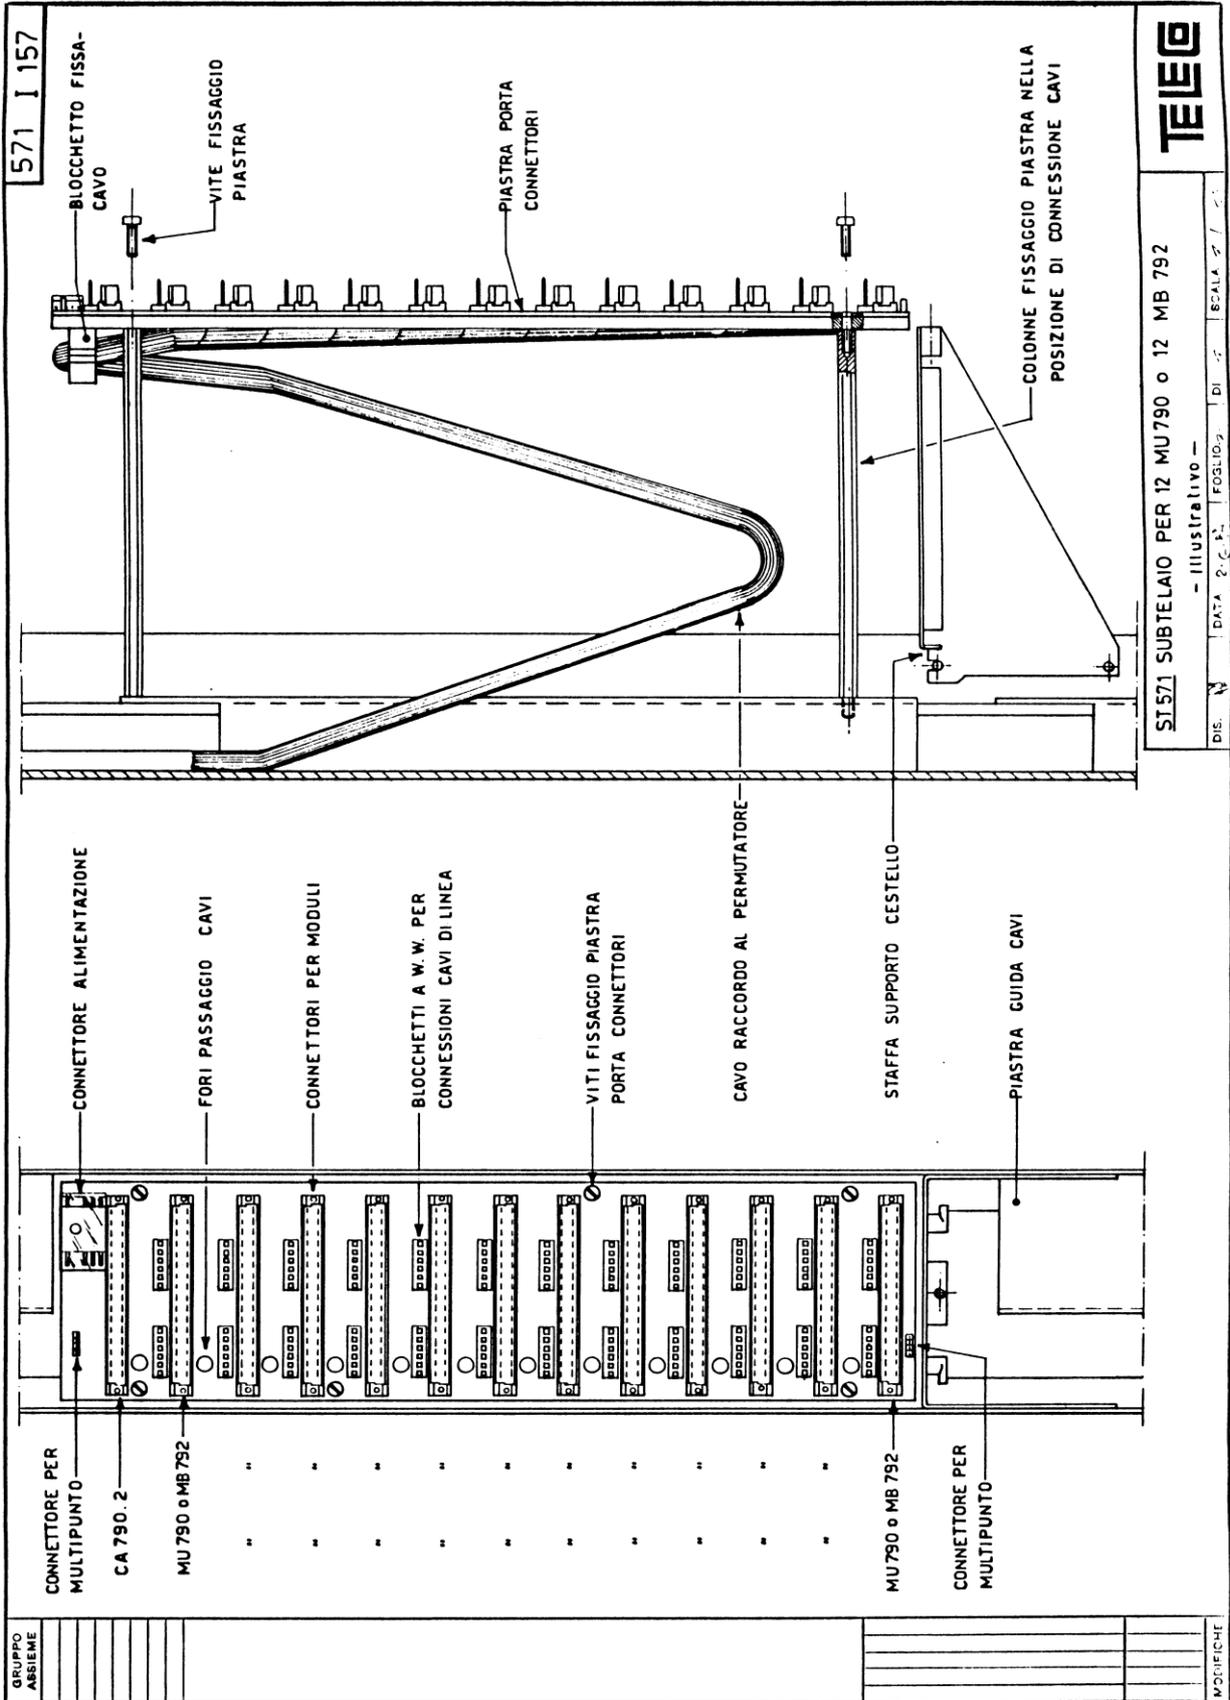 571 I 157
BLOCCHETTO FISSA-
CAVO
VITE FISSAGGIO
PIASTRA
PIASTRA PORTA
CONNETTORI
COLONNE FISSAGGIO PIASTRA NELLA
POSIZIONE DI CONNESSIONE CAVI
CONNETTORE ALIMENTAZIONE
FORI PASSAGGIO CAVI
CONNETTORI PER MODULI
BLOCCHETTI A W.W. PER
CONNESSIONI CAVI DI LINEA
VITI FISSAGGIO PIASTRA
PORTA CONNETTORI
CAVO RACCORDO AL PERMUTATORE
STAFFA SUPPORTO CESTELLO
PIASTRA GUIDA CAVI
CONNETTORE PER
MULTIPUNTO
CA 790.2
MU 790 o MB 792
" "
" "
" "
" "
" "
" "
" "
" "
" "
" "
MU 790 o MB 792
CONNETTORE PER
MULTIPUNTO
GRUPPO
ASSIEME
MODIFICHE
TELEGO
ST571 SUBTELAIO PER 12 MU 790 o 12 MB 792
- Illustrativo -
DIS.
DATA
FOGLIO
DI
SCALA